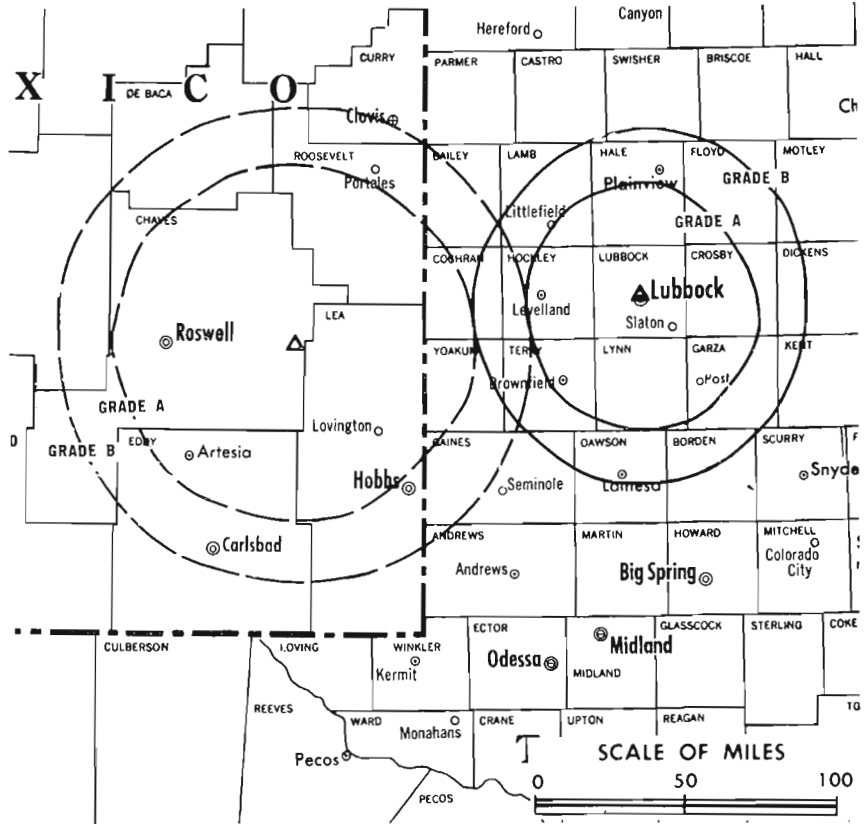 Canyon
Hereford
CURRY
PARMER
CASTRO
SWISHER
BRISCOE
HALL
X I C O
DE BACA
Ch
Clovis
ROOSEVELT
BAILEY
LAMB
HALE
FLOYD
MOTLEY
Portales
Plainview
GRADE B
Littlefield
GRADE A
CHAVES
COCHRAN
HOCKLEY
LUBBOCK
CROSBY
DICKENS
Levelland
Lubbock
LEA
Slaton
Roswell
YOAKUM
TERRY
LYNN
GARZA
KENT
Brownfield
Post
GRADE A
Lovington
GRADE B
EDDY
GAINES
DAWSON
BORDEN
SCURRY
Artesia
Hobbs
Seminole
Lamesa
Snyde
ANDREWS
MARTIN
HOWARD
MITCHELL
Carlsbad
Colorado
City
Andrews
Big Spring
ECTOR
GLASSCOCK
STERLING
COKE
CULBERSON
LOVING
WINKLER
Midland
Kermit
Odessa
MIDLAND
REEVES
WARD
CRANE
UPTON
REAGAN
Monahans
Pecos
T
SCALE OF MILES
0 50 100
PECOS